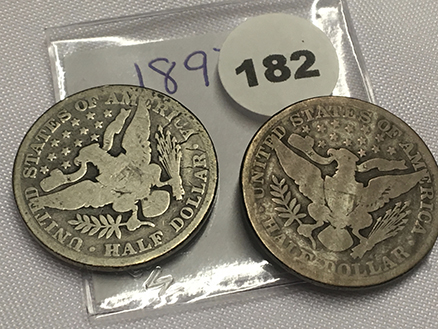 189
182
UNITED STATES OF AMERICA
HALF DOLLAR
UNITED STATES OF AMERICA
HALF DOLLAR